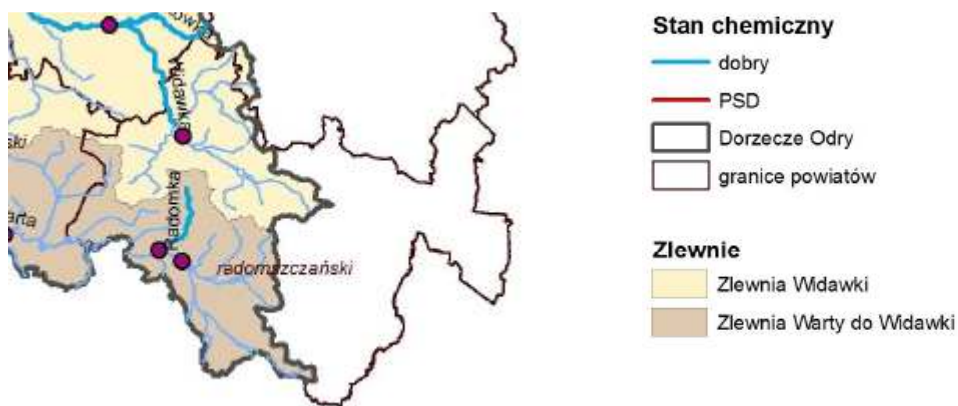 Widawka
Radomka
radomszczański
Stan chemiczny
dobry
PSD
Dorzecze Odry
granice powiatów
Zlewnie
Zlewnia Widawki
Zlewnia Warty do Widawki